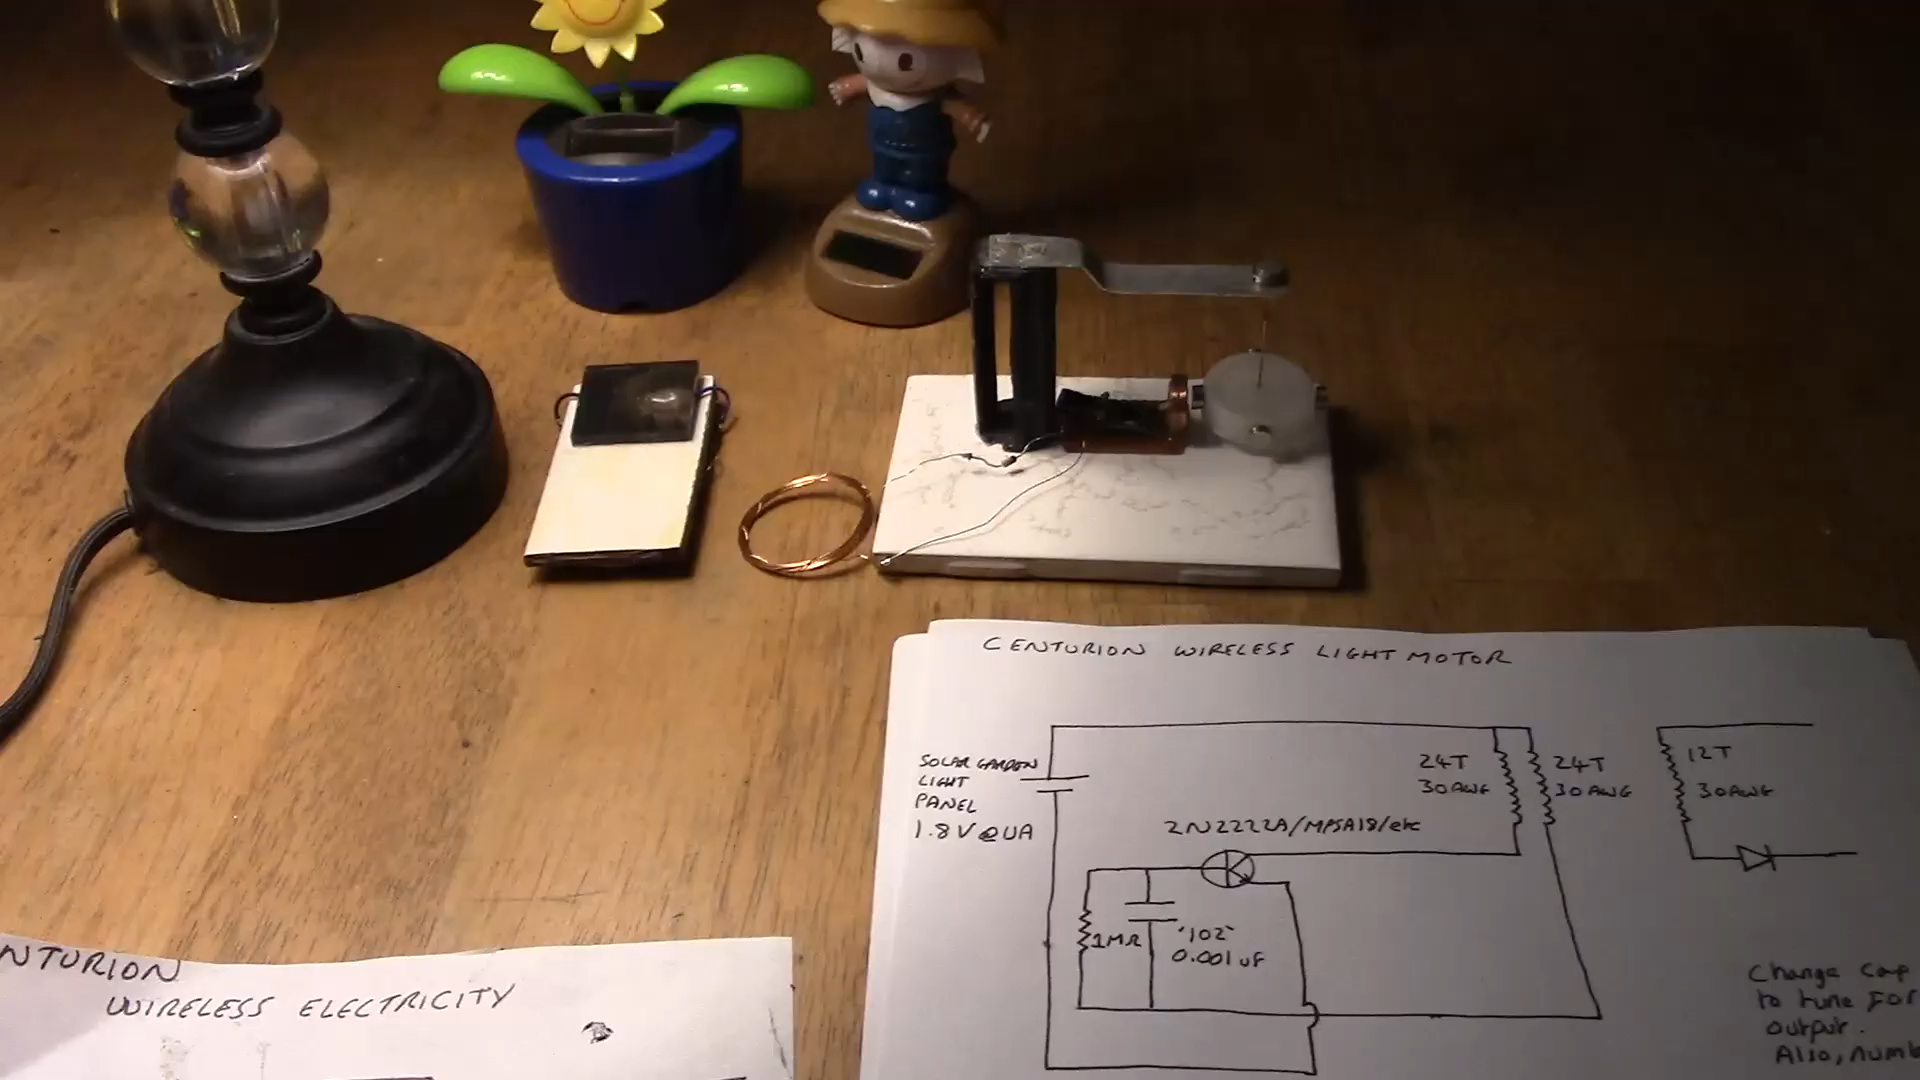 CENTURION WIRELESS LIGHT MOTOR
SOLAR GARDEN
LIGHT
PANEL
1.8V@UA
24T
30AWG
24T
30AWG
12T
30AWG
2N2222A/MPSA18/etc
1MΩ
"102"
0.001uF
Change cap
to tune for
output.
Also, numb
NTURION
WIRELESS ELECTRICITY